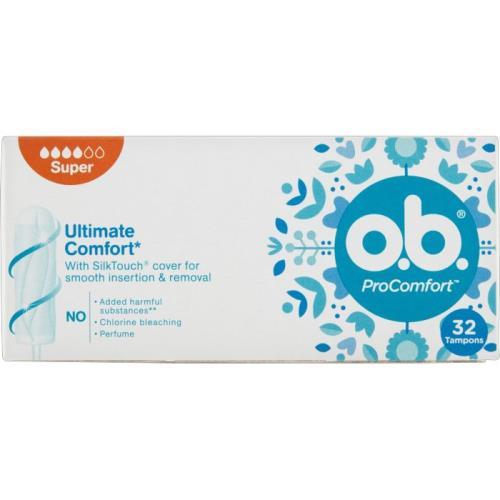 Super
Ultimate
Comfort*
With SilkTouch® cover for
smooth insertion & removal
NO
• Added harmful
substances**
• Chlorine bleaching
• Perfume
o.b.®
ProComfort™
32
Tampons